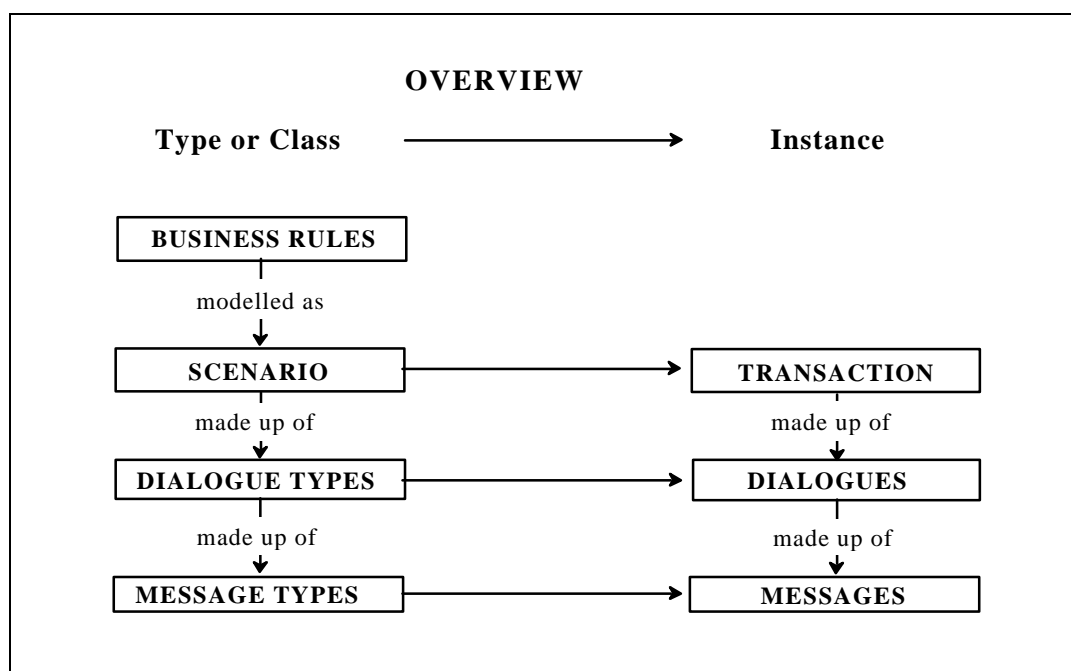 OVERVIEW
Type or Class
Instance
BUSINESS RULES
modelled as
SCENARIO
TRANSACTION
made up of
made up of
DIALOGUE TYPES
DIALOGUES
made up of
made up of
MESSAGE TYPES
MESSAGES